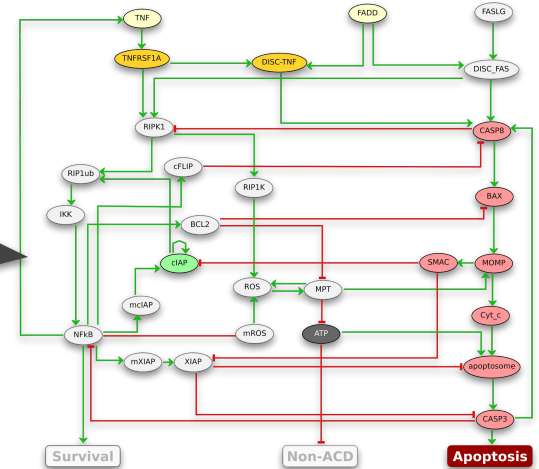 TNF
FADD
FASLG
TNFRSF1A
DISC-TNF
DISC_FAS
RIPK1
CASP8
cFLIP
RIP1ub
RIP1K
BAX
IKK
BCL2
cIAP
SMAC
MOMP
ROS
MPT
mcIAP
Cyt_c
NFkB
mROS
ATP
mXIAP
XIAP
apoptosome
CASP3
Survival
Non-ACD
Apoptosis